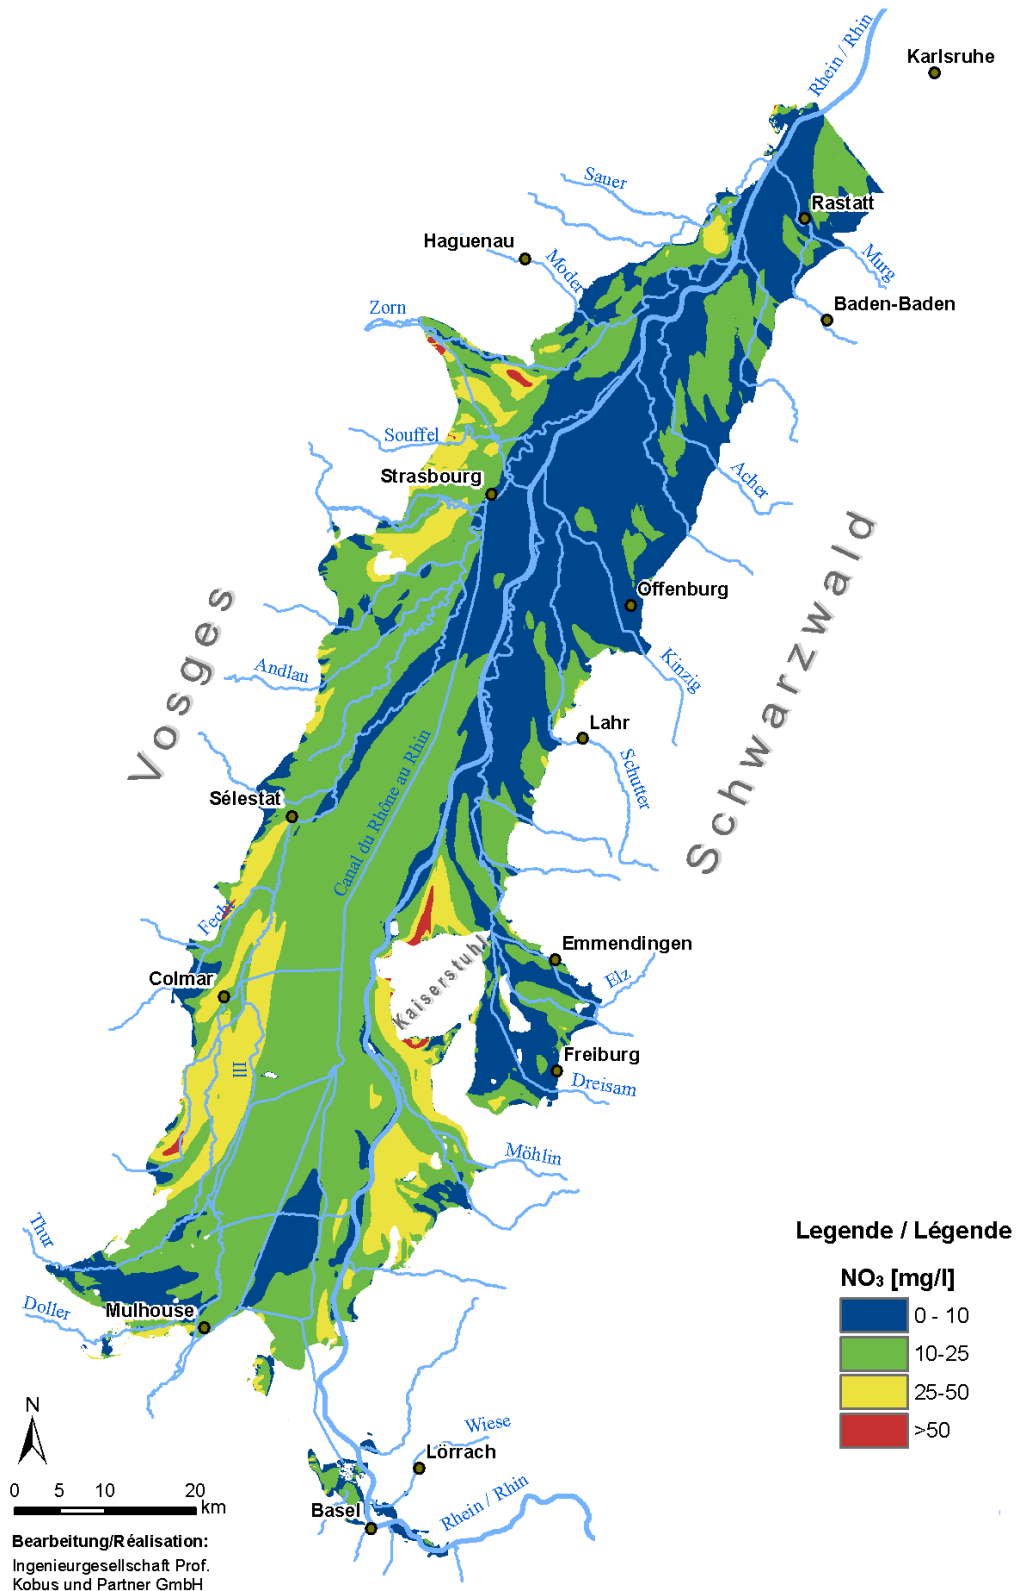 Karlsruhe
Rhein / Rhin
Sauer
Rastatt
Haguenau
Moder
Murg
Baden-Baden
Zorn
Souffel
Strasbourg
Acher
Offenburg
Vosges
Schwarzwald
Andlau
Kinzig
Lahr
Schutter
Canal du Rhône au Rhin
Sélestat
Fecht
Emmendingen
Kaiserstuhl
Elz
Colmar
Ill
Freiburg
Dreisam
Möhlin
Thur
Doller
Mulhouse
Legende / Légende
NO₃ [mg/l]
0 - 10
10-25
25-50
>50
N
Wiese
Lörrach
0 5 10 20
km
Basel
Rhein / Rhin
Bearbeitung/Réalisation:
Ingenieurgesellschaft Prof.
Kobus und Partner GmbH